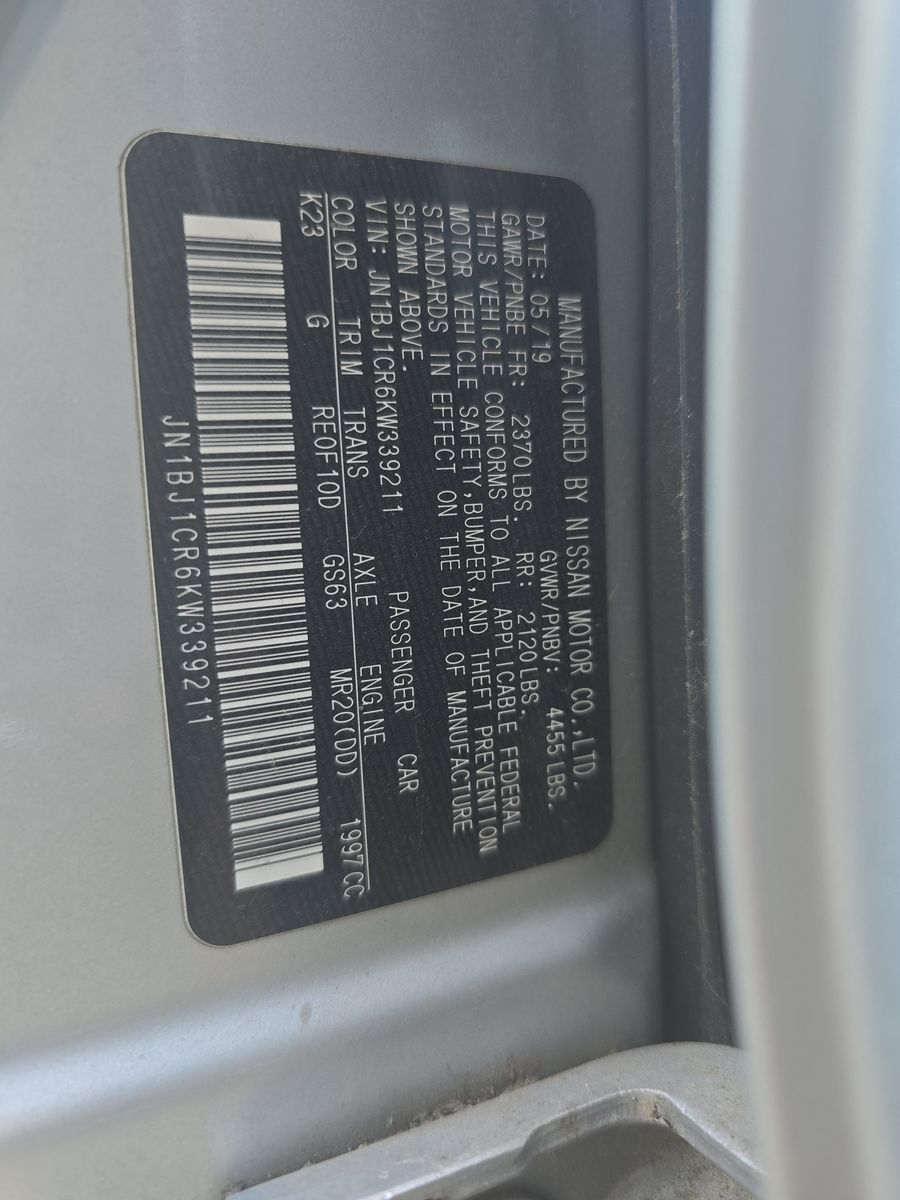 MANUFACTURED BY NISSAN MOTOR CO.,LTD.
DATE: 05/19 GVWR/PNBV: 4455 LBS.
GAWR/PNBE FR: 2370LBS. RR: 2120LBS.
THIS VEHICLE CONFORMS TO ALL APPLICABLE FEDERAL
MOTOR VEHICLE SAFETY,BUMPER,AND THEFT PREVENTION
STANDARDS IN EFFECT ON THE DATE OF MANUFACTURE
SHOWN ABOVE.
VIN: JN1BJ1CR6KW339211 PASSENGER CAR
COLOR TRIM TRANS AXLE ENGINE
K23 G RE0F10D GS63 MR20(DD) 1997CC
JN1BJ1CR6KW339211